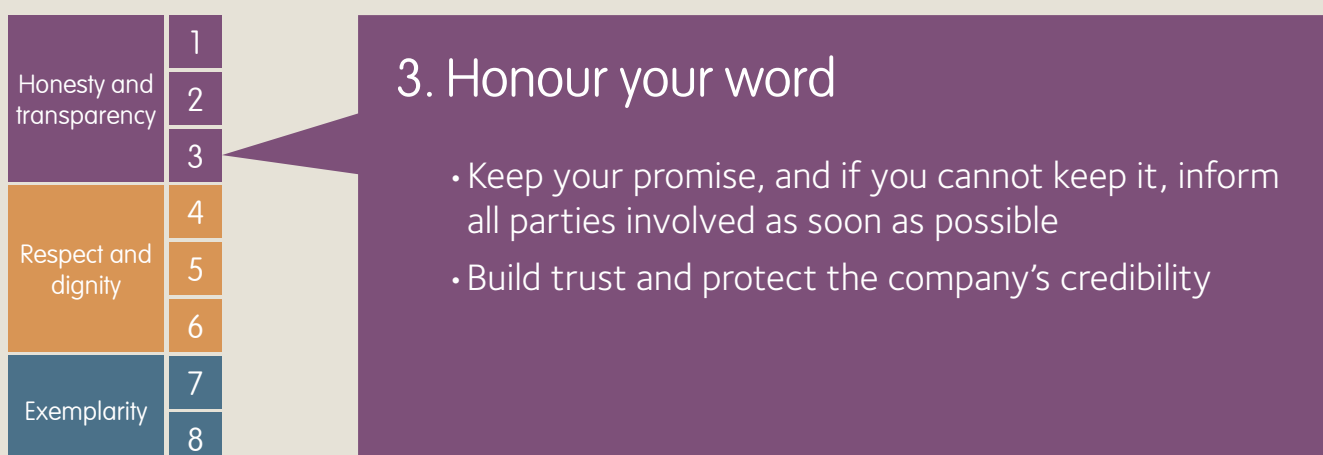 Honesty and
transparency
1
2
3
Respect and
dignity
4
5
6
Exemplarity
7
8
3. Honour your word
• Keep your promise, and if you cannot keep it, inform
all parties involved as soon as possible
• Build trust and protect the company’s credibility